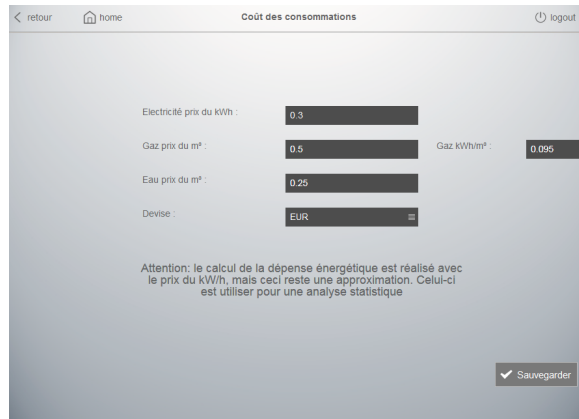 retour home Coût des consommations logout
Electricité prix du kWh : 0.3
Gaz prix du m³ : 0.5 Gaz kWh/m³ : 0.095
Eau prix du m³ : 0.25
Devise : EUR
Attention: le calcul de la dépense énergétique est réalisé avec
le prix du kW/h, mais ceci reste une approximation. Celui-ci
est utiliser pour une analyse statistique
Sauvegarder